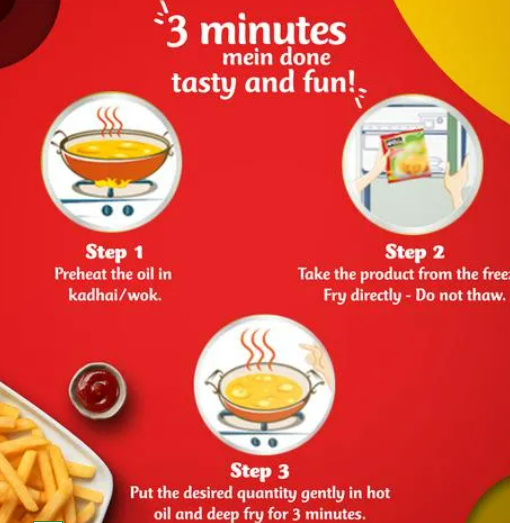 3 minutes
mein done
tasty and fun!
Step 1
Preheat the oil in
kadhai/wok.
Step 2
Take the product from the
Fry directly - Do not thaw.
Step 3
Put the desired quantity gently in hot
oil and deep fry for 3 minutes.